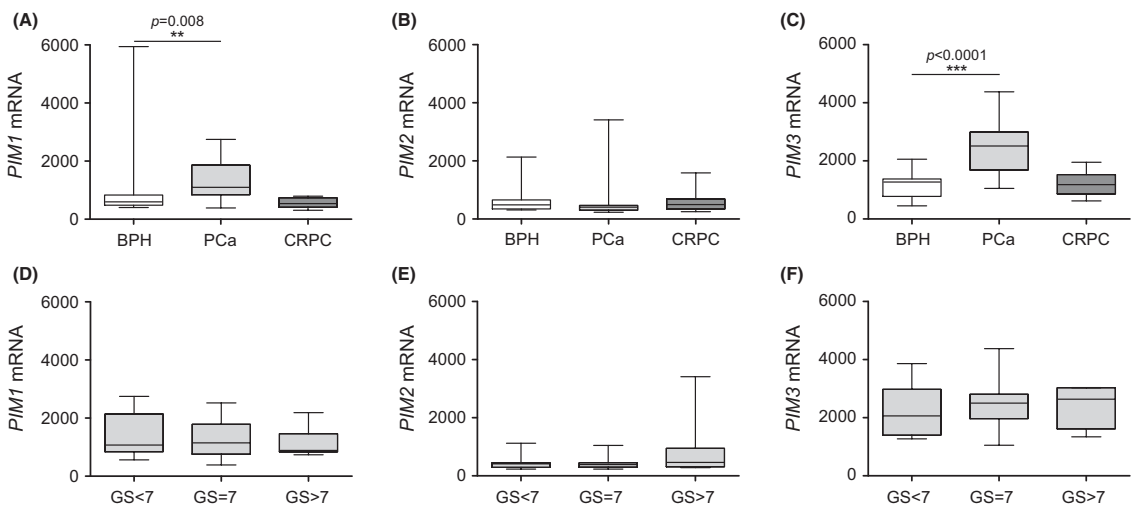 (A)
p=0.008
**
6000
4000
2000
0
PIM1 mRNA
BPH PCa CRPC
(B)
6000
4000
2000
0
PIM2 mRNA
BPH PCa CRPC
(C)
p<0.0001
***
6000
4000
2000
0
PIM3 mRNA
BPH PCa CRPC
(D)
6000
4000
2000
0
PIM1 mRNA
GS<7 GS=7 GS>7
(E)
6000
4000
2000
0
PIM2 mRNA
GS<7 GS=7 GS>7
(F)
6000
4000
2000
0
PIM3 mRNA
GS<7 GS=7 GS>7